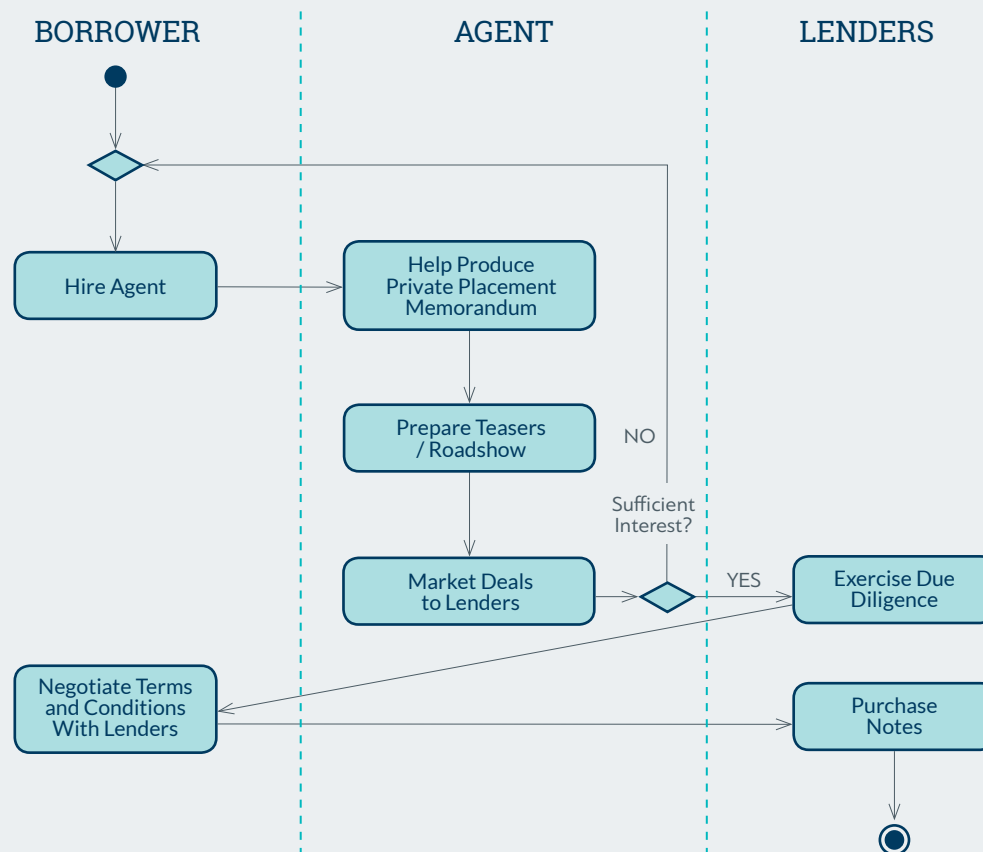 BORROWER
AGENT
LENDERS
Hire Agent
Help Produce
Private Placement
Memorandum
Prepare Teasers
/ Roadshow
NO
Sufficient
Interest?
Market Deals
to Lenders
YES
Exercise Due
Diligence
Negotiate Terms
and Conditions
With Lenders
Purchase
Notes